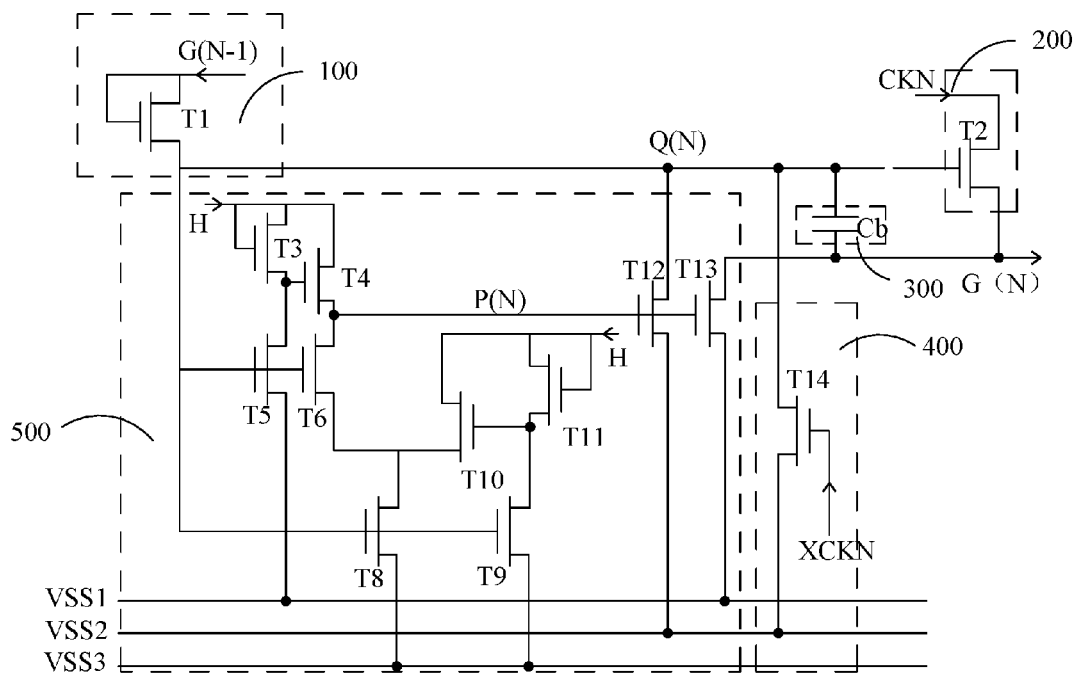 G(N-1)
100
T1
CKN
200
T2
Q(N)
H
T3
T4
Cb
T12
T13
300
G（N）
P(N)
H
400
T5
T6
T11
T14
500
T10
XCKN
T8
T9
VSS1
VSS2
VSS3